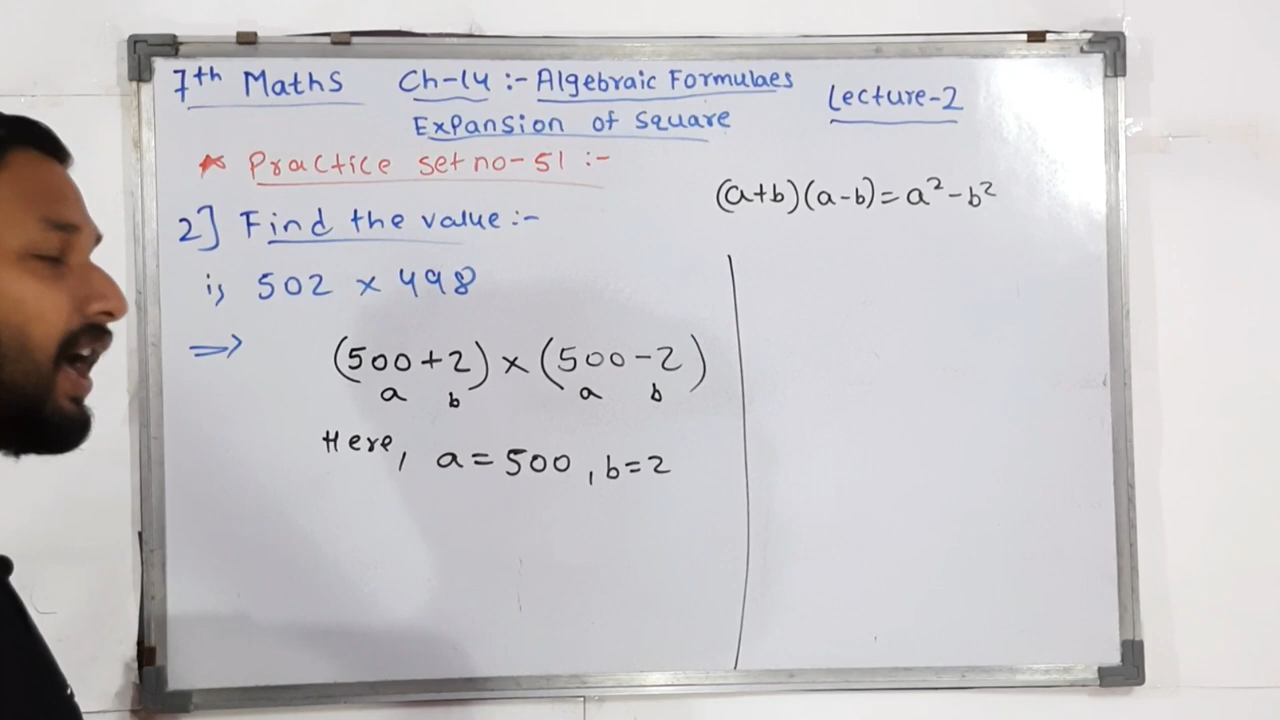 7th Maths Ch-14 :- Algebraic Formulaes Lecture-2
Expansion of square
* Practice set no-51 :-
(a+b)(a-b)=a²-b²
2] Find the value:-
i) 502 × 498
⇒ (500+2)×(500-2)
a b a b
Here, a=500, b=2